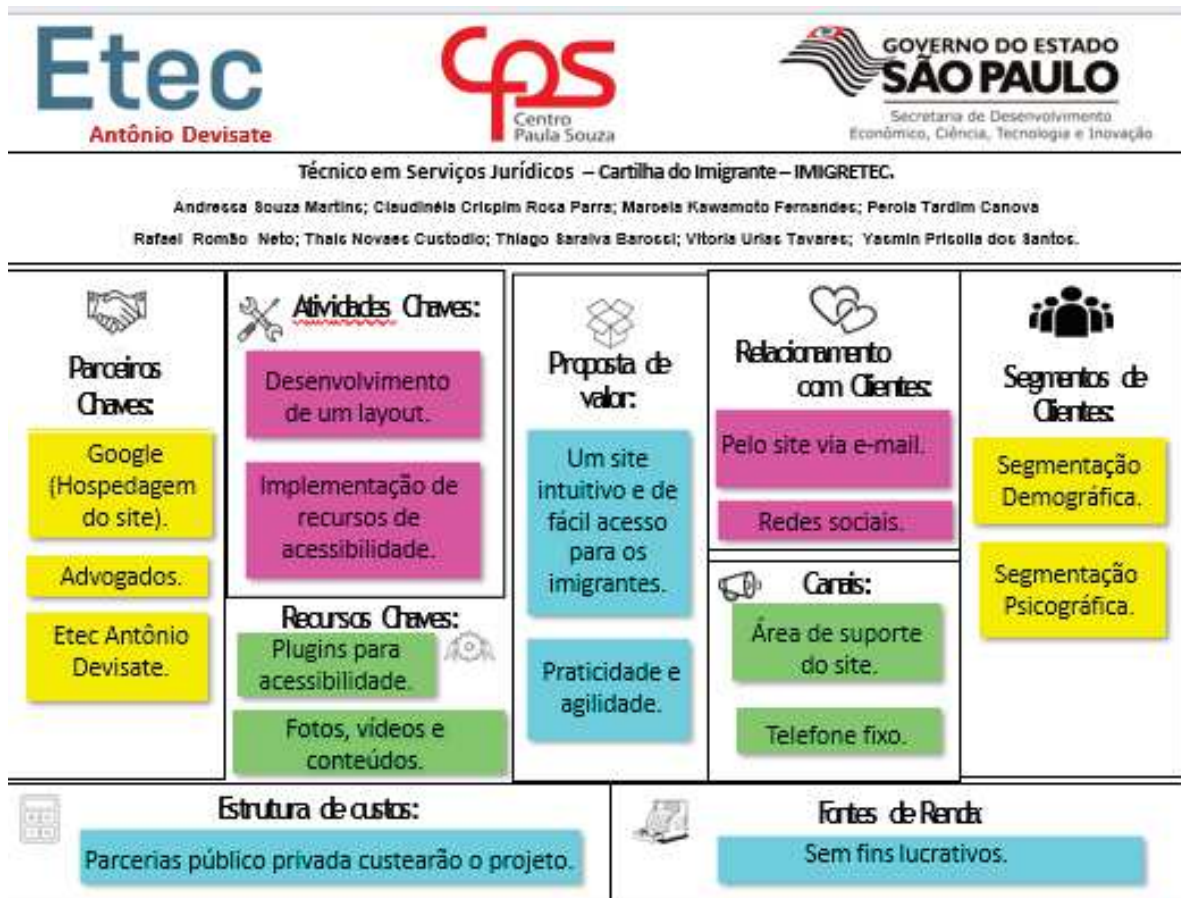 Etec
Antônio Devisate
CPS
Centro
Paula Souza
GOVERNO DO ESTADO
SÃO PAULO
Secretaria de Desenvolvimento
Econômico, Ciência, Tecnologia e Inovação
Técnico em Serviços Jurídicos – Cartilha do Imigrante – IMIGRETEC.
Andressa Souza Martins; Claudinéia Crispim Rosa Parra; Marcela Kawamoto Fernandes; Perola Tardim Canova
Rafael Romão Neto; Thais Novaes Custodio; Thiago Saraiva Barossi; Vitoria Urias Tavares; Yasmin Priscila dos Santos.
Parceiros
Chaves:
Google
(Hospedagem
do site).
Advogados.
Etec Antônio
Devisate.
Atividades Chaves:
Desenvolvimento
de um layout.
Implementação de
recursos de
acessibilidade.
Recursos Chaves:
Plugins para
acessibilidade.
Fotos, vídeos e
conteúdos.
Proposta de
valor:
Um site
intuitivo e de
fácil acesso
para os
imigrantes.
Praticidade e
agilidade.
Relacionamento
com Clientes:
Pelo site via e-mail.
Redes sociais.
Canais:
Área de suporte
do site.
Telefone fixo.
Segmentos de
Clientes:
Segmentação
Demográfica.
Segmentação
Psicográfica.
Estrutura de custos:
Parcerias público privada custearão o projeto.
Fontes de Renda:
Sem fins lucrativos.